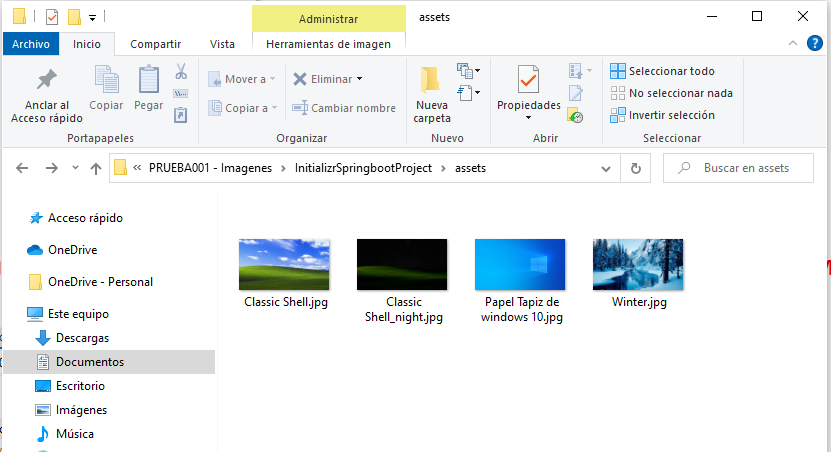 Administrar
assets
Archivo
Inicio
Compartir
Vista
Herramientas de imagen
Anclar al
Acceso rápido
Copiar
Pegar
Portapapeles
Mover a
Copiar a
Eliminar
Cambiar nombre
Organizar
Nueva
carpeta
Nuevo
Propiedades
Abrir
Seleccionar todo
No seleccionar nada
Invertir selección
Seleccionar
« PRUEBA001 - Imagenes > InitializrSpringbootProject > assets
Buscar en assets
Acceso rápido
OneDrive
OneDrive - Personal
Este equipo
Descargas
Documentos
Escritorio
Imágenes
Música
Classic Shell.jpg
Classic
Shell_night.jpg
Papel Tapiz de
windows 10.jpg
Winter.jpg